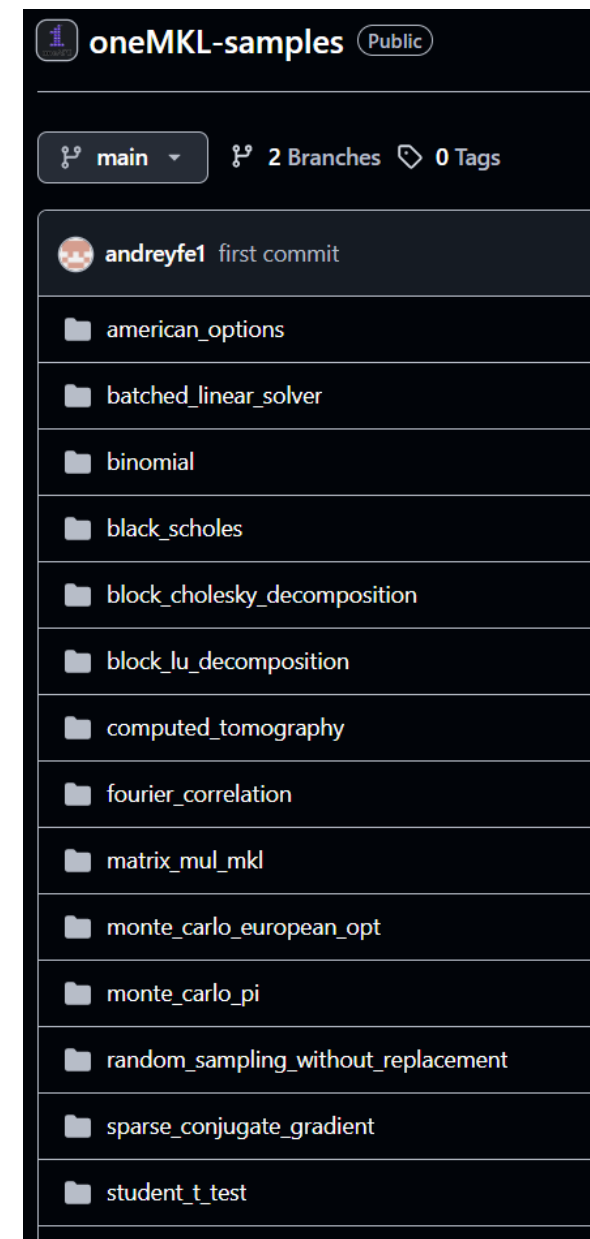 oneMKL-samples Public
main 2 Branches 0 Tags
andreyfe1 first commit
american_options
batched_linear_solver
binomial
black_scholes
block_cholesky_decomposition
block_lu_decomposition
computed_tomography
fourier_correlation
matrix_mul_mkl
monte_carlo_european_opt
monte_carlo_pi
random_sampling_without_replacement
sparse_conjugate_gradient
student_t_test